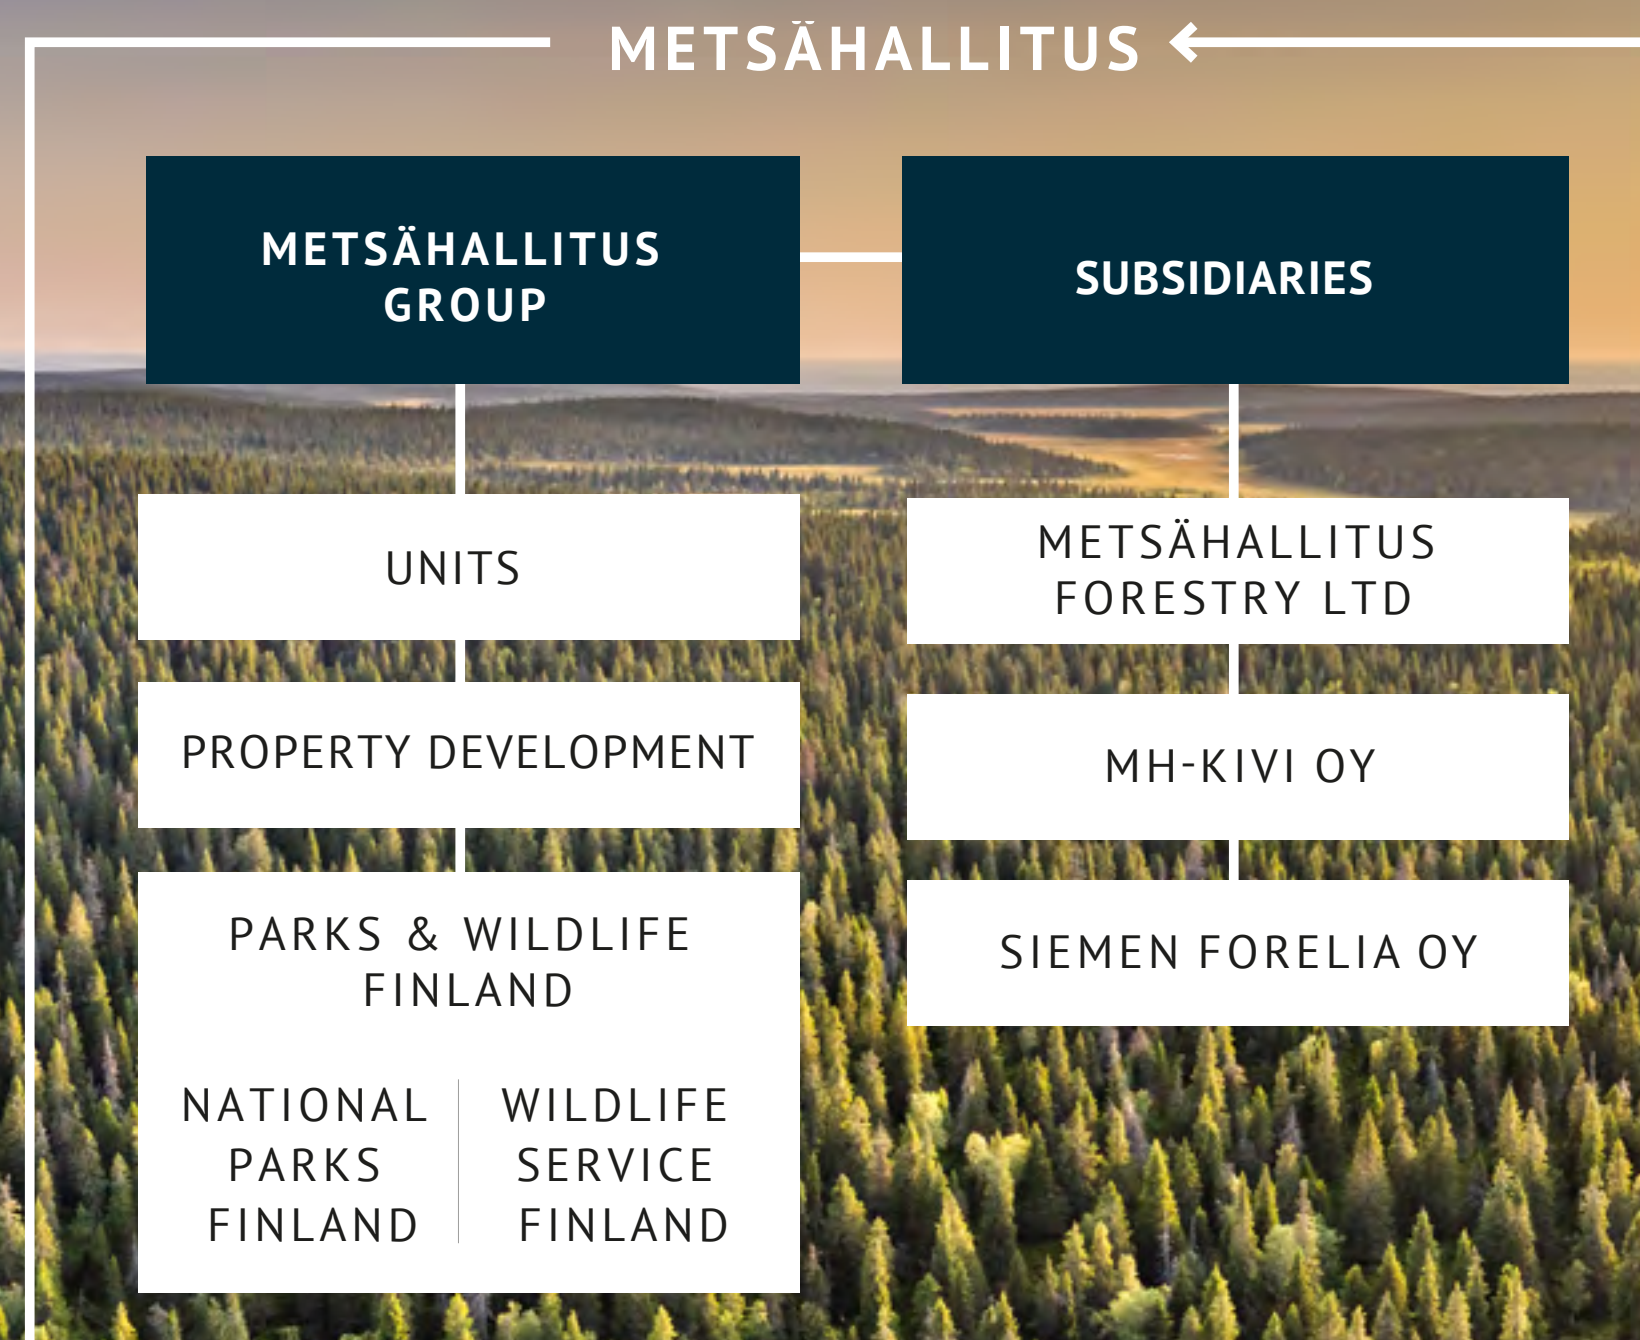 METSÄHALLITUS
METSÄHALLITUS
GROUP
UNITS
PROPERTY DEVELOPMENT
PARKS & WILDLIFE
FINLAND
NATIONAL
PARKS
FINLAND
WILDLIFE
SERVICE
FINLAND
SUBSIDIARIES
METSÄHALLITUS
FORESTRY LTD
MH-KIVI OY
SIEMEN FORELIA OY